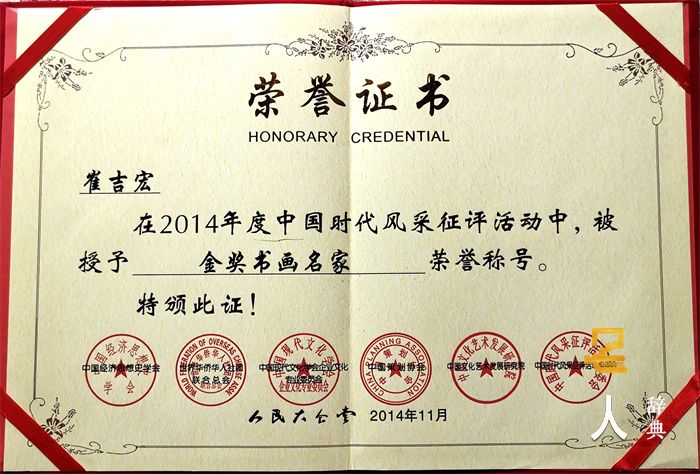 荣誉证书
HONORARY CREDENTIAL
崔吉宏
在2014年度中国时代风采征评活动中，被
授予 金奖书画名家 荣誉称号。
特颁此证！
中国经济思想史学会 世界华侨华人社团联合总会 中国现代文化学会企业文化专业委员会 中国策划协会 中国文化艺术发展研究院 中国时代风采征评
人民大会堂 2014年11月
人 辞典